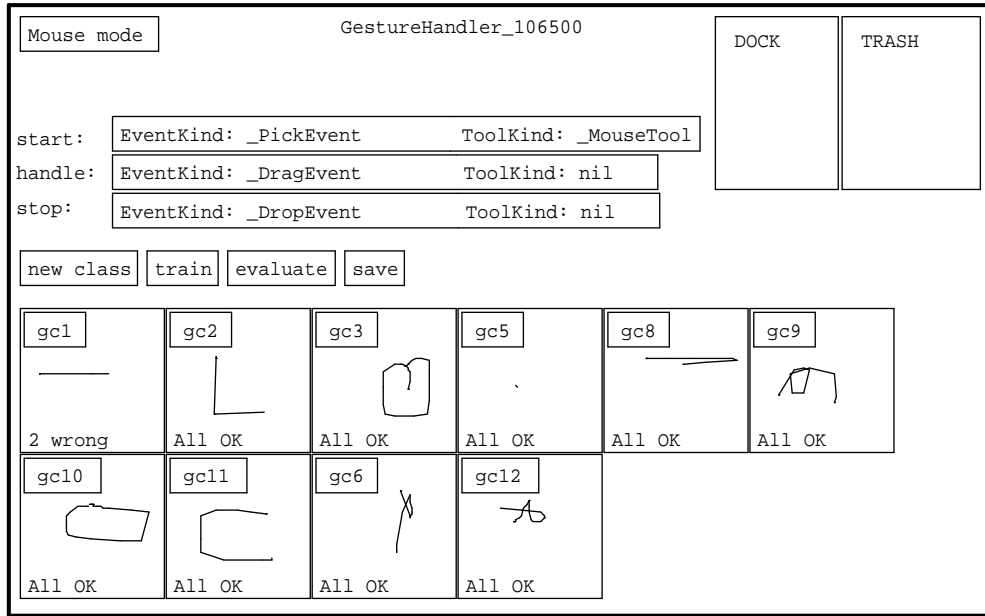 Mouse mode GestureHandler_106500 DOCK TRASH
start: EventKind: _PickEvent ToolKind: _MouseTool
handle: EventKind: _DragEvent ToolKind: nil
stop: EventKind: _DropEvent ToolKind: nil
new class train evaluate save
gc1 gc2 gc3 gc5 gc8 gc9
2 wrong All OK All OK All OK All OK All OK
gc10 gc11 gc6 gc12
All OK All OK All OK All OK